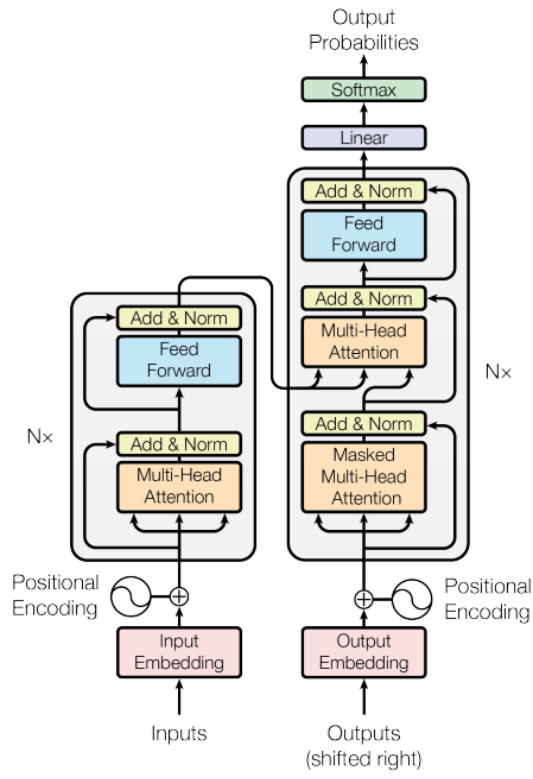 Output
Probabilities
Softmax
Linear
Add & Norm
Feed
Forward
Add & Norm
Multi-Head
Attention
Add & Norm
Masked
Multi-Head
Attention
N×
Add & Norm
Feed
Forward
Add & Norm
Multi-Head
Attention
N×
Positional
Encoding
Positional
Encoding
Input
Embedding
Output
Embedding
Inputs
Outputs
(shifted right)